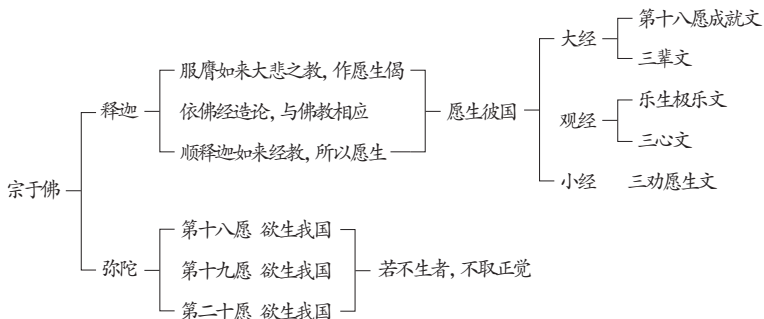 宗于佛
释迦
服膺如来大悲之教，作愿生偈
依佛经造论，与佛教相应
顺释迦如来经教，所以愿生
愿生彼国
大经
第十八愿成就文
三辈文
观经
乐生极乐文
三心文
小经 三劝愿生文
弥陀
第十八愿 欲生我国
第十九愿 欲生我国
第二十愿 欲生我国
若不生者，不取正觉